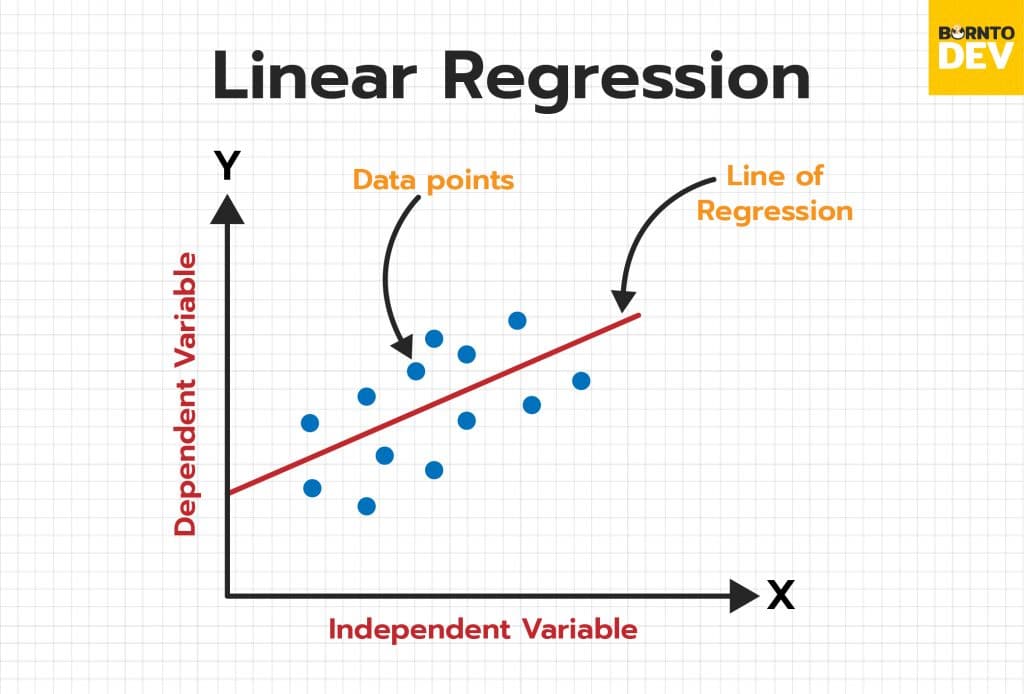 BORNTO
DEV
Linear Regression
Y
Data points
Line of
Regression
Dependent Variable
X
Independent Variable